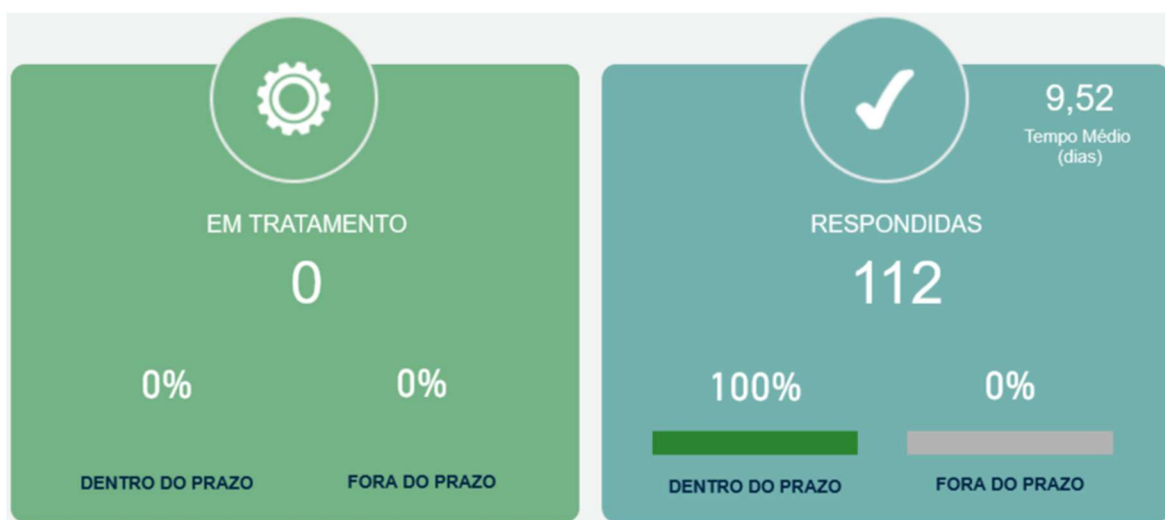 EM TRATAMENTO
0
0%
0%
DENTRO DO PRAZO
FORA DO PRAZO
9,52
Tempo Médio
(dias)
RESPONDIDAS
112
100%
0%
DENTRO DO PRAZO
FORA DO PRAZO